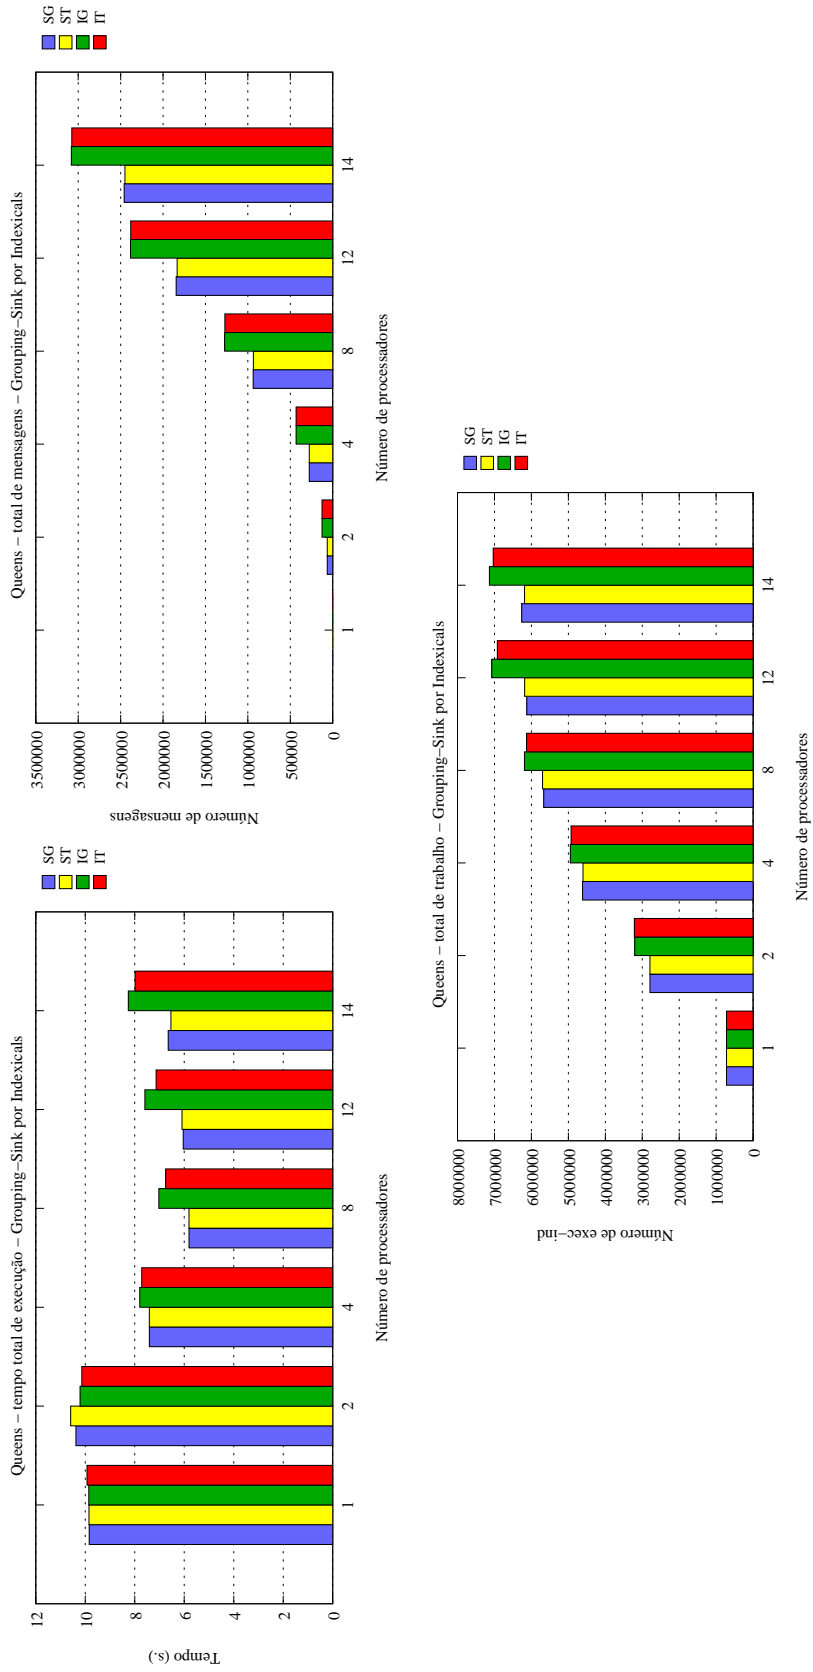 Queens − tempo total de execução − Grouping−Sink por Indexicals
SG
ST
IG
IT
Tempo (s.)
12
10
8
6
4
2
0
1
2
4
8
12
14
Número de processadores
Queens − total de mensagens − Grouping−Sink por Indexicals
SG
ST
IG
IT
Número de mensagens
3500000
3000000
2500000
2000000
1500000
1000000
500000
0
1
2
4
8
12
14
Número de processadores
Queens − total de trabalho − Grouping−Sink por Indexicals
SG
ST
IG
IT
Número de exec−ind
8000000
7000000
6000000
5000000
4000000
3000000
2000000
1000000
0
1
2
4
8
12
14
Número de processadores